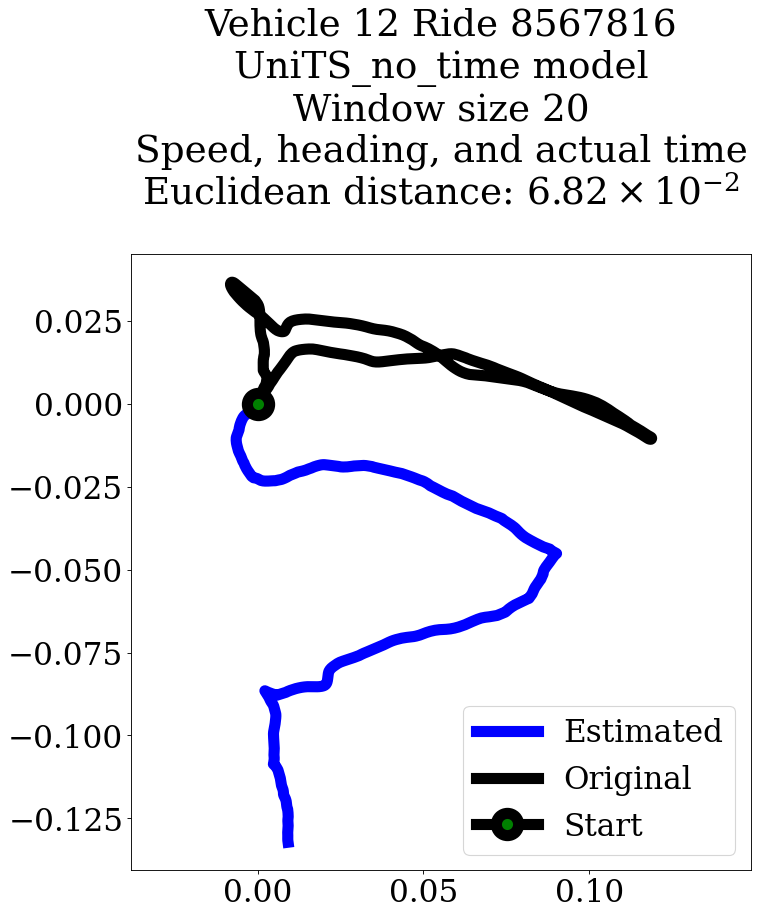 Vehicle 12 Ride 8567816
UniTS_no_time model
Window size 20
Speed, heading, and actual time
Euclidean distance: 6.82 × 10⁻²
0.025
0.000
−0.025
−0.050
−0.075
−0.100
−0.125
0.00 0.05 0.10
Estimated
Original
Start